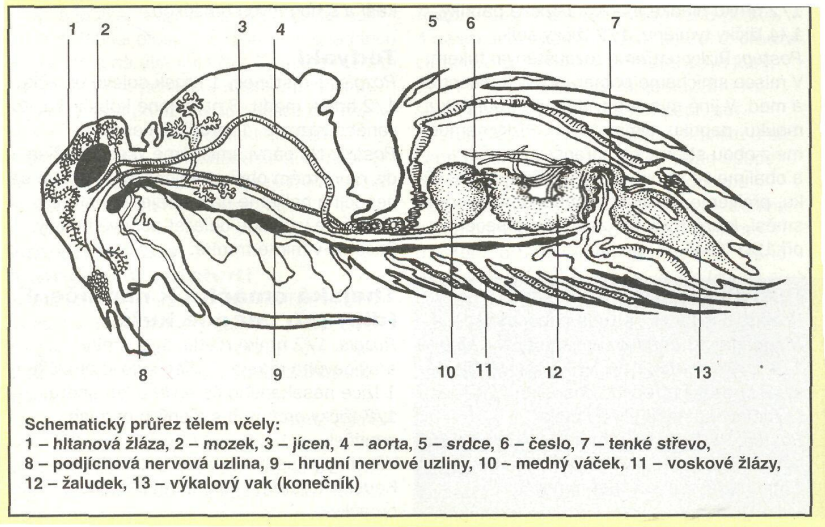 1 2 3 4 5 6 7
8 9 10 11 12 13
Schematický průřez tělem včely:
1 – hltanová žláza, 2 – mozek, 3 – jícen, 4 – aorta, 5 – srdce, 6 – česlo, 7 – tenké střevo,
8 – podjícnová nervová uzlina, 9 – hrudní nervové uzliny, 10 – medný váček, 11 – voskové žlázy,
12 – žaludek, 13 – výkalový vak (konečník)